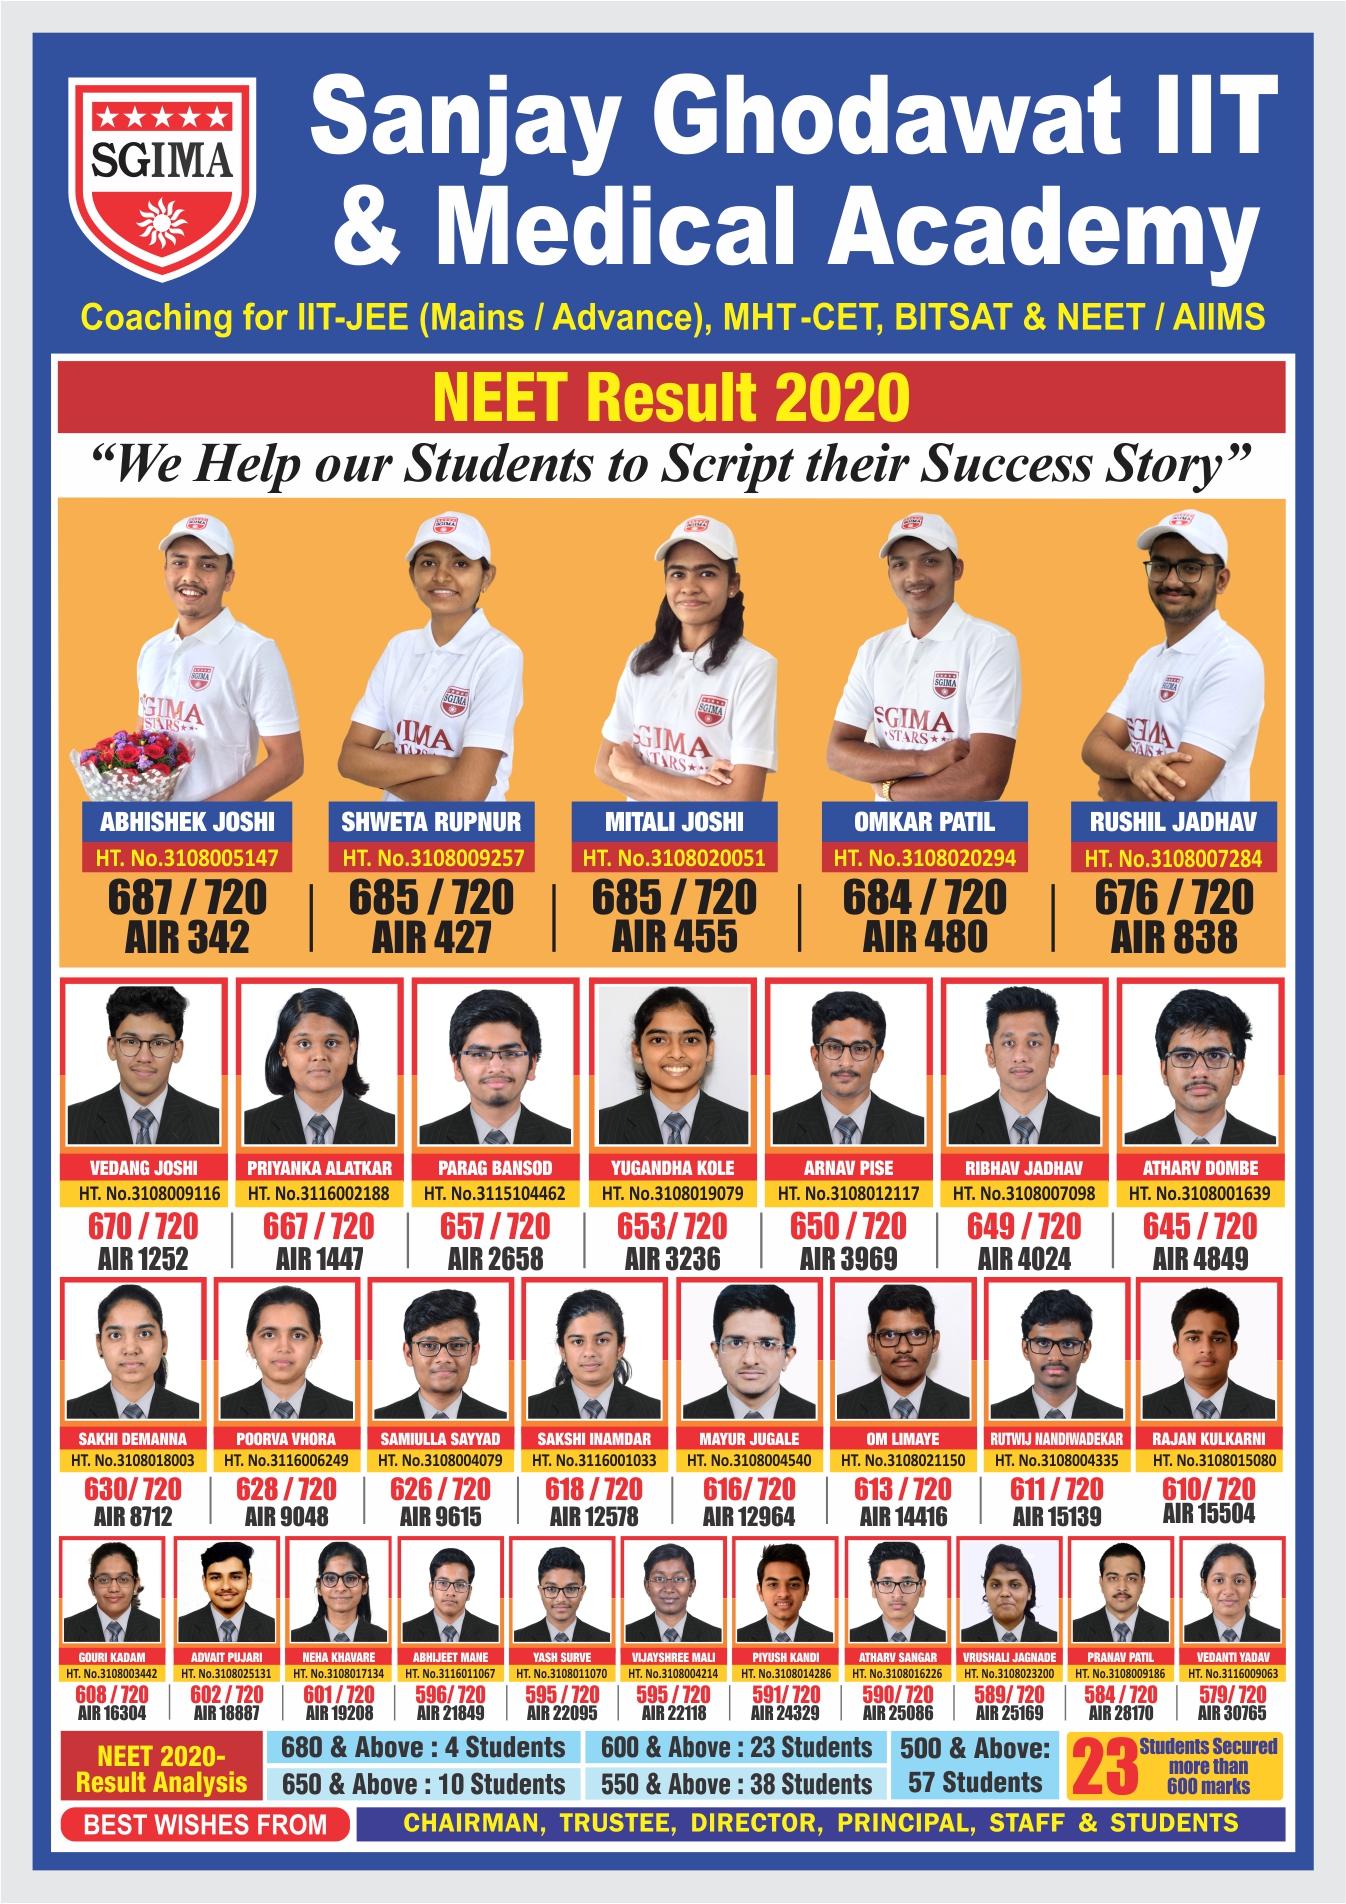 SGIMA
Sanjay Ghodawat IIT
& Medical Academy
Coaching for IIT-JEE (Mains / Advance), MHT-CET, BITSAT & NEET / AIIMS
NEET Result 2020
“We Help our Students to Script their Success Story”
ABHISHEK JOSHI SHWETA RUPNUR MITALI JOSHI OMKAR PATIL RUSHIL JADHAV
HT. No.3108005147 HT. No.3108009257 HT. No.3108020051 HT. No.3108020294 HT. No.3108007284
687 / 720 685 / 720 685 / 720 684 / 720 676 / 720
AIR 342 AIR 427 AIR 455 AIR 480 AIR 838
VEDANG JOSHI PRIYANKA ALATKAR PARAG BANSOD YUGANDHA KOLE ARNAV PISE RIBHAV JADHAV ATHARV DOMBE
HT. No.3108009116 HT. No.3116002188 HT. No.3115104462 HT. No.3108019079 HT. No.3108012117 HT. No.3108007098 HT. No.3108001639
670 / 720 667 / 720 657 / 720 653/ 720 650 / 720 649 / 720 645 / 720
AIR 1252 AIR 1447 AIR 2658 AIR 3236 AIR 3969 AIR 4024 AIR 4849
SAKHI DEMANNA POORVA VHORA SAMIULLA SAYYAD SAKSHI INAMDAR MAYUR JUGALE OM LIMAYE RUTWIJ NANDIWADEKAR RAJAN KULKARNI
HT. No.3108018003 HT. No.3116006249 HT. No.3108004079 HT. No.3116001033 HT. No.3108004540 HT. No.3108021150 HT. No.3108004335 HT. No.3108015080
630/ 720 628 / 720 626 / 720 618 / 720 616/ 720 613 / 720 611 / 720 610/ 720
AIR 8712 AIR 9048 AIR 9615 AIR 12578 AIR 12964 AIR 14416 AIR 15139 AIR 15504
GOURI KADAM ADVAIT PUJARI NEHA KHAVARE ABHIJEET MANE YASH SURVE VIJAYSHREE MALI PIYUSH KANDI ATHARV SANGAR VRUSHALI JAGNADE PRANAV PATIL VEDANTI YADAV
HT. No.3108003442 HT. No.3108025131 HT. No.3108017134 HT. No.3116011067 HT. No.3108011070 HT. No.3108004214 HT. No.3108014286 HT. No.3108016226 HT. No.3108023200 HT. No.3108009186 HT. No.3116009063
608 / 720 602 / 720 601 / 720 596/ 720 595 / 720 595 / 720 591/ 720 590/ 720 589/ 720 584 / 720 579/ 720
AIR 16304 AIR 18887 AIR 19208 AIR 21849 AIR 22095 AIR 22118 AIR 24329 AIR 25086 AIR 25169 AIR 28170 AIR 30765
NEET 2020-
Result Analysis
680 & Above : 4 Students
650 & Above : 10 Students
600 & Above : 23 Students
550 & Above : 38 Students
500 & Above:
57 Students
23 Students Secured
more than
600 marks
BEST WISHES FROM
CHAIRMAN, TRUSTEE, DIRECTOR, PRINCIPAL, STAFF & STUDENTS